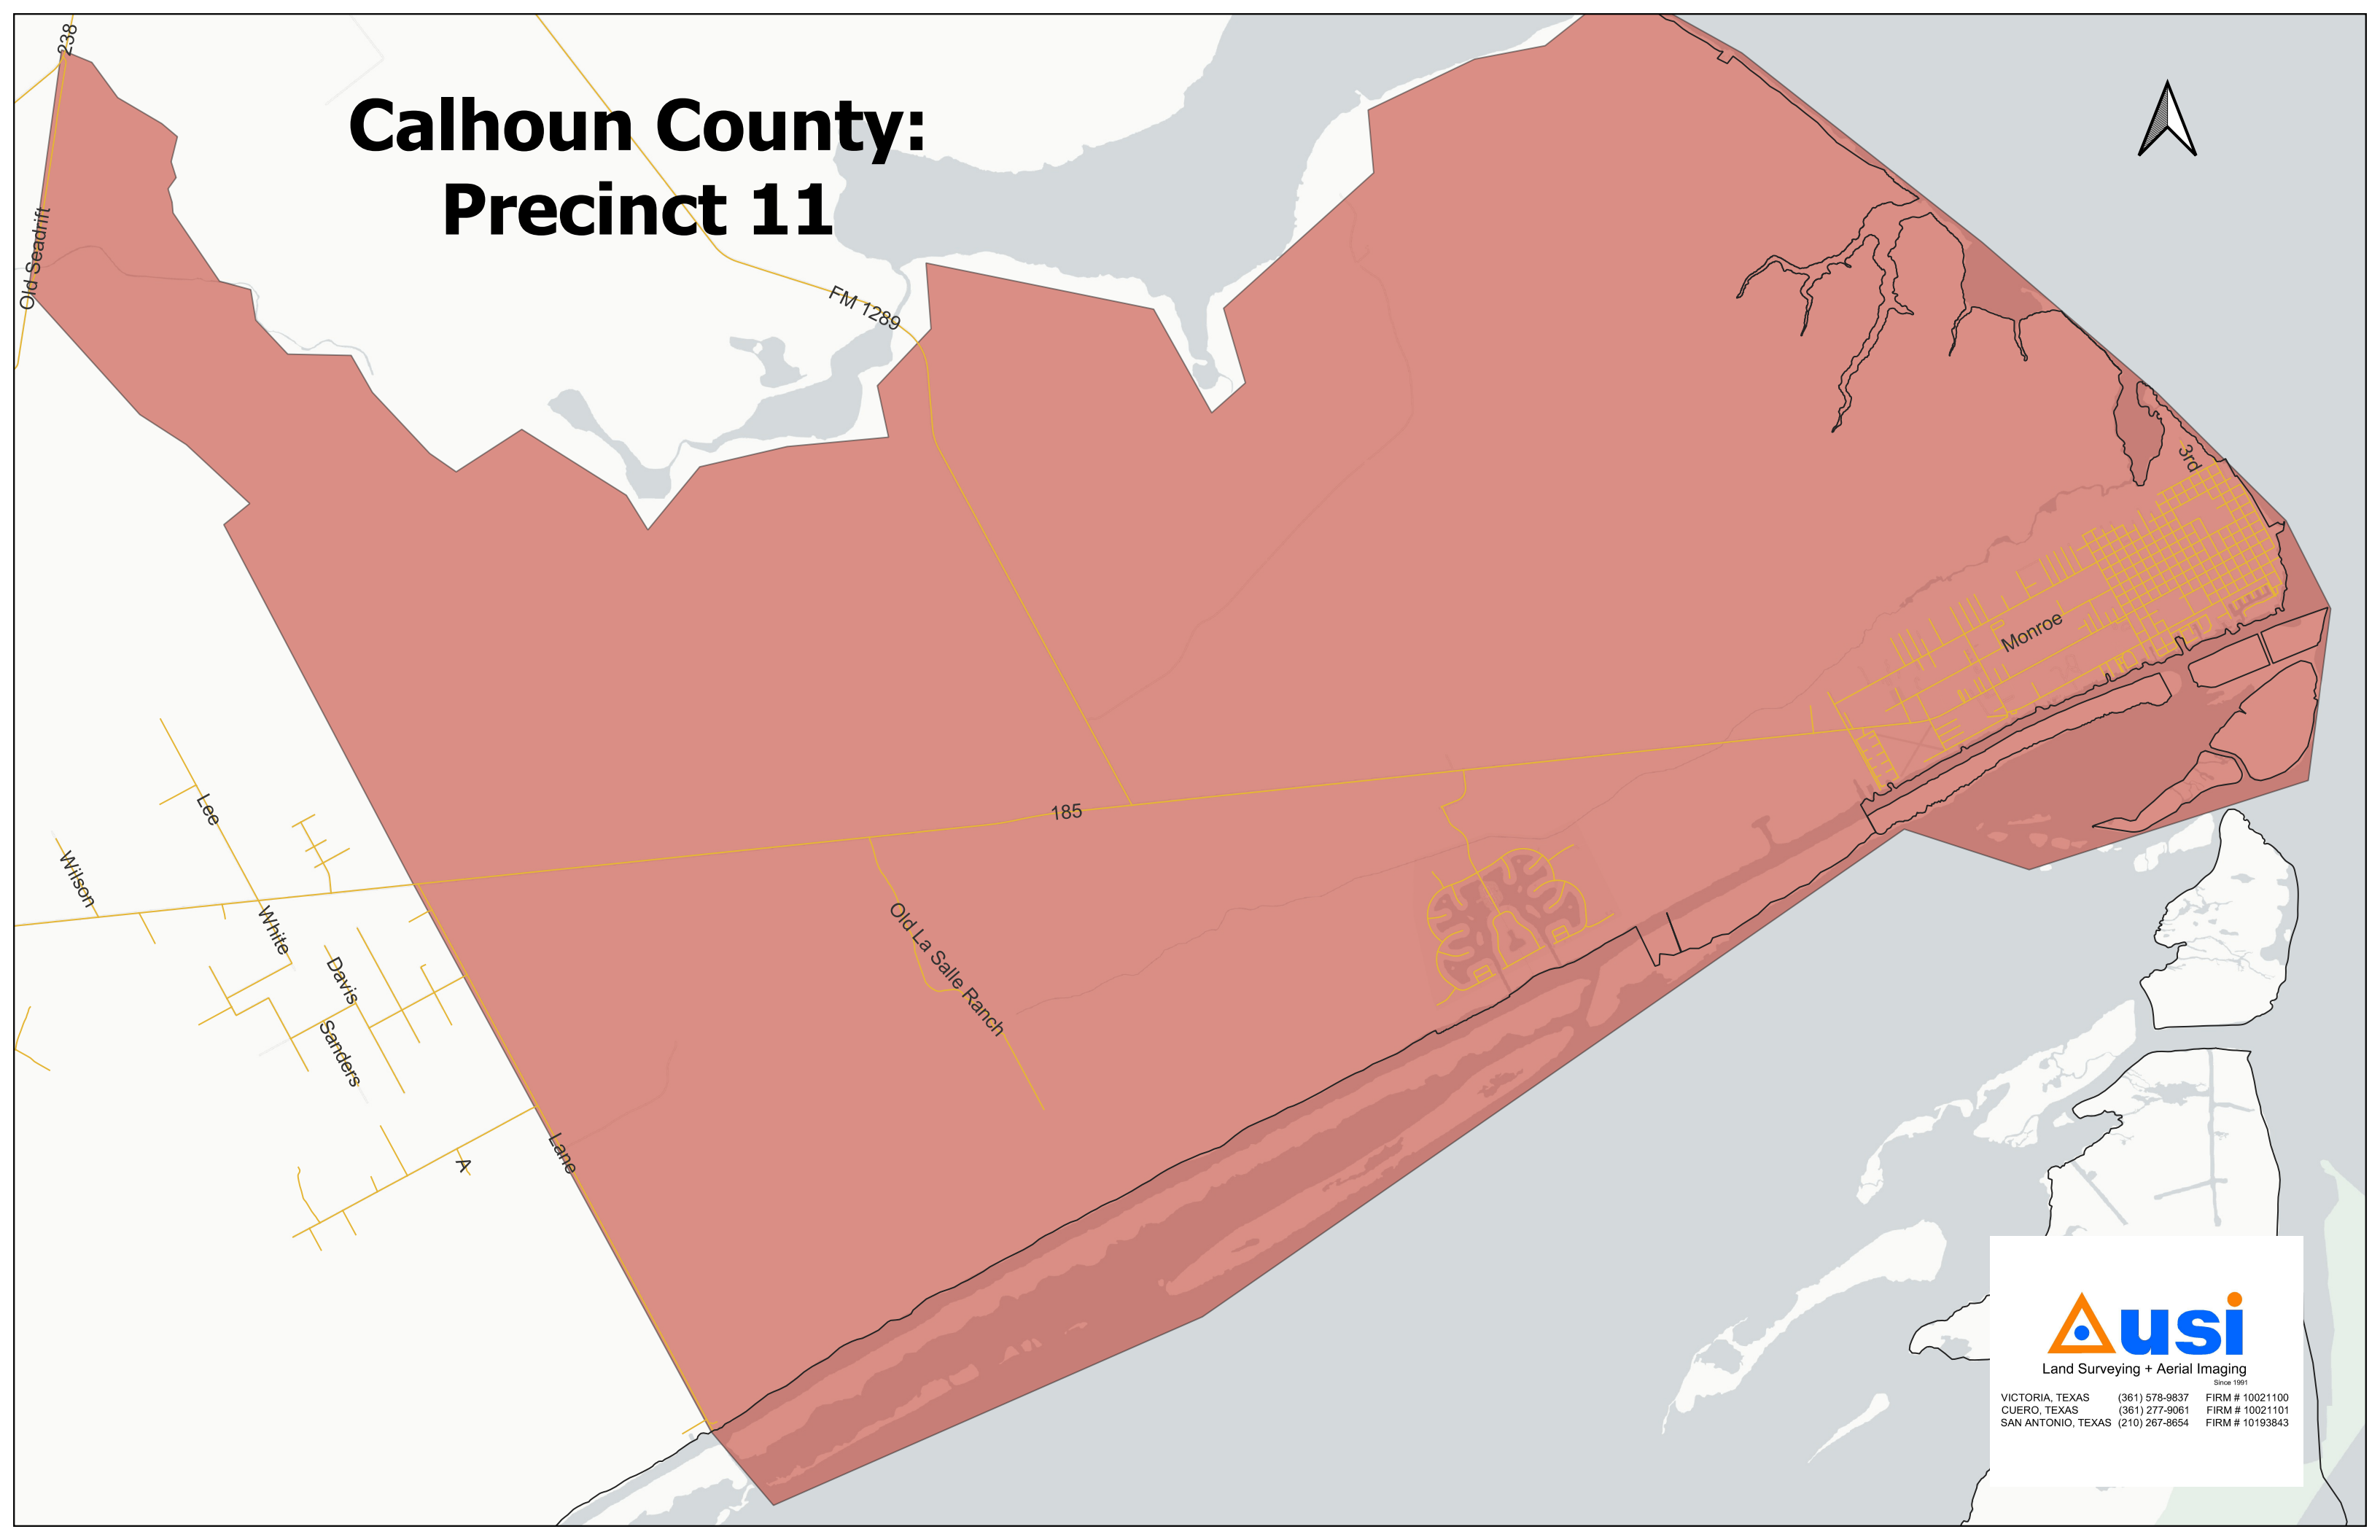 Calhoun County:
Precinct 11
238
Old Seadrift
FM 1289
3rd
Monroe
185
Lee
Wilson
White
Old La Salle Ranch
Davis
Sanders
Lane
A
usi
Land Surveying + Aerial Imaging
Since 1991
VICTORIA, TEXAS (361) 578-9837 FIRM # 10021100
CUERO, TEXAS (361) 277-9061 FIRM # 10021101
SAN ANTONIO, TEXAS (210) 267-8654 FIRM # 10193843